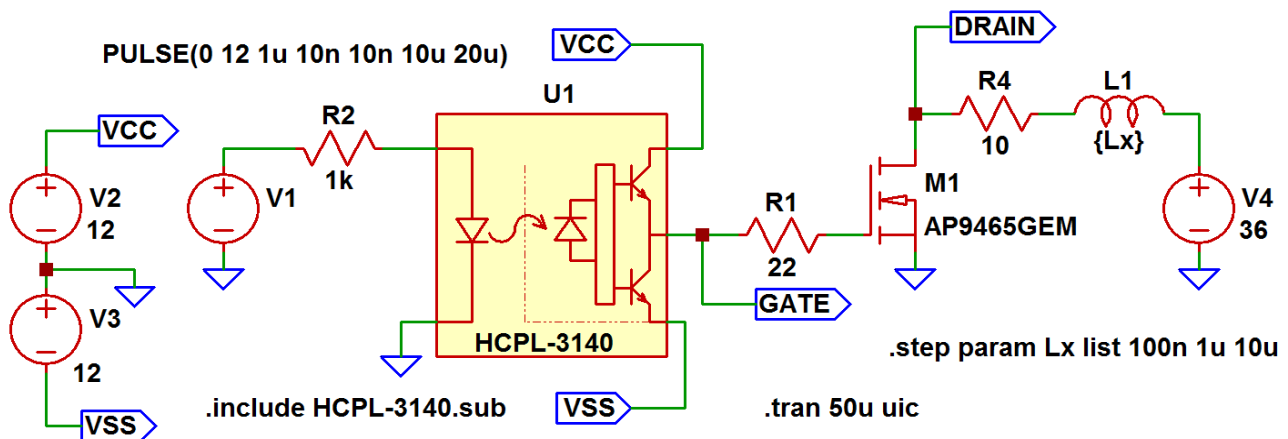 PULSE(0 12 1u 10n 10n 10u 20u)
VCC
DRAIN
U1
R4
10
L1
{Lx}
VCC
R2
1k
V2
12
V1
M1
AP9465GEM
R1
22
V4
36
V3
12
GATE
HCPL-3140
.step param Lx list 100n 1u 10u
VSS
.include HCPL-3140.sub
VSS
.tran 50u uic